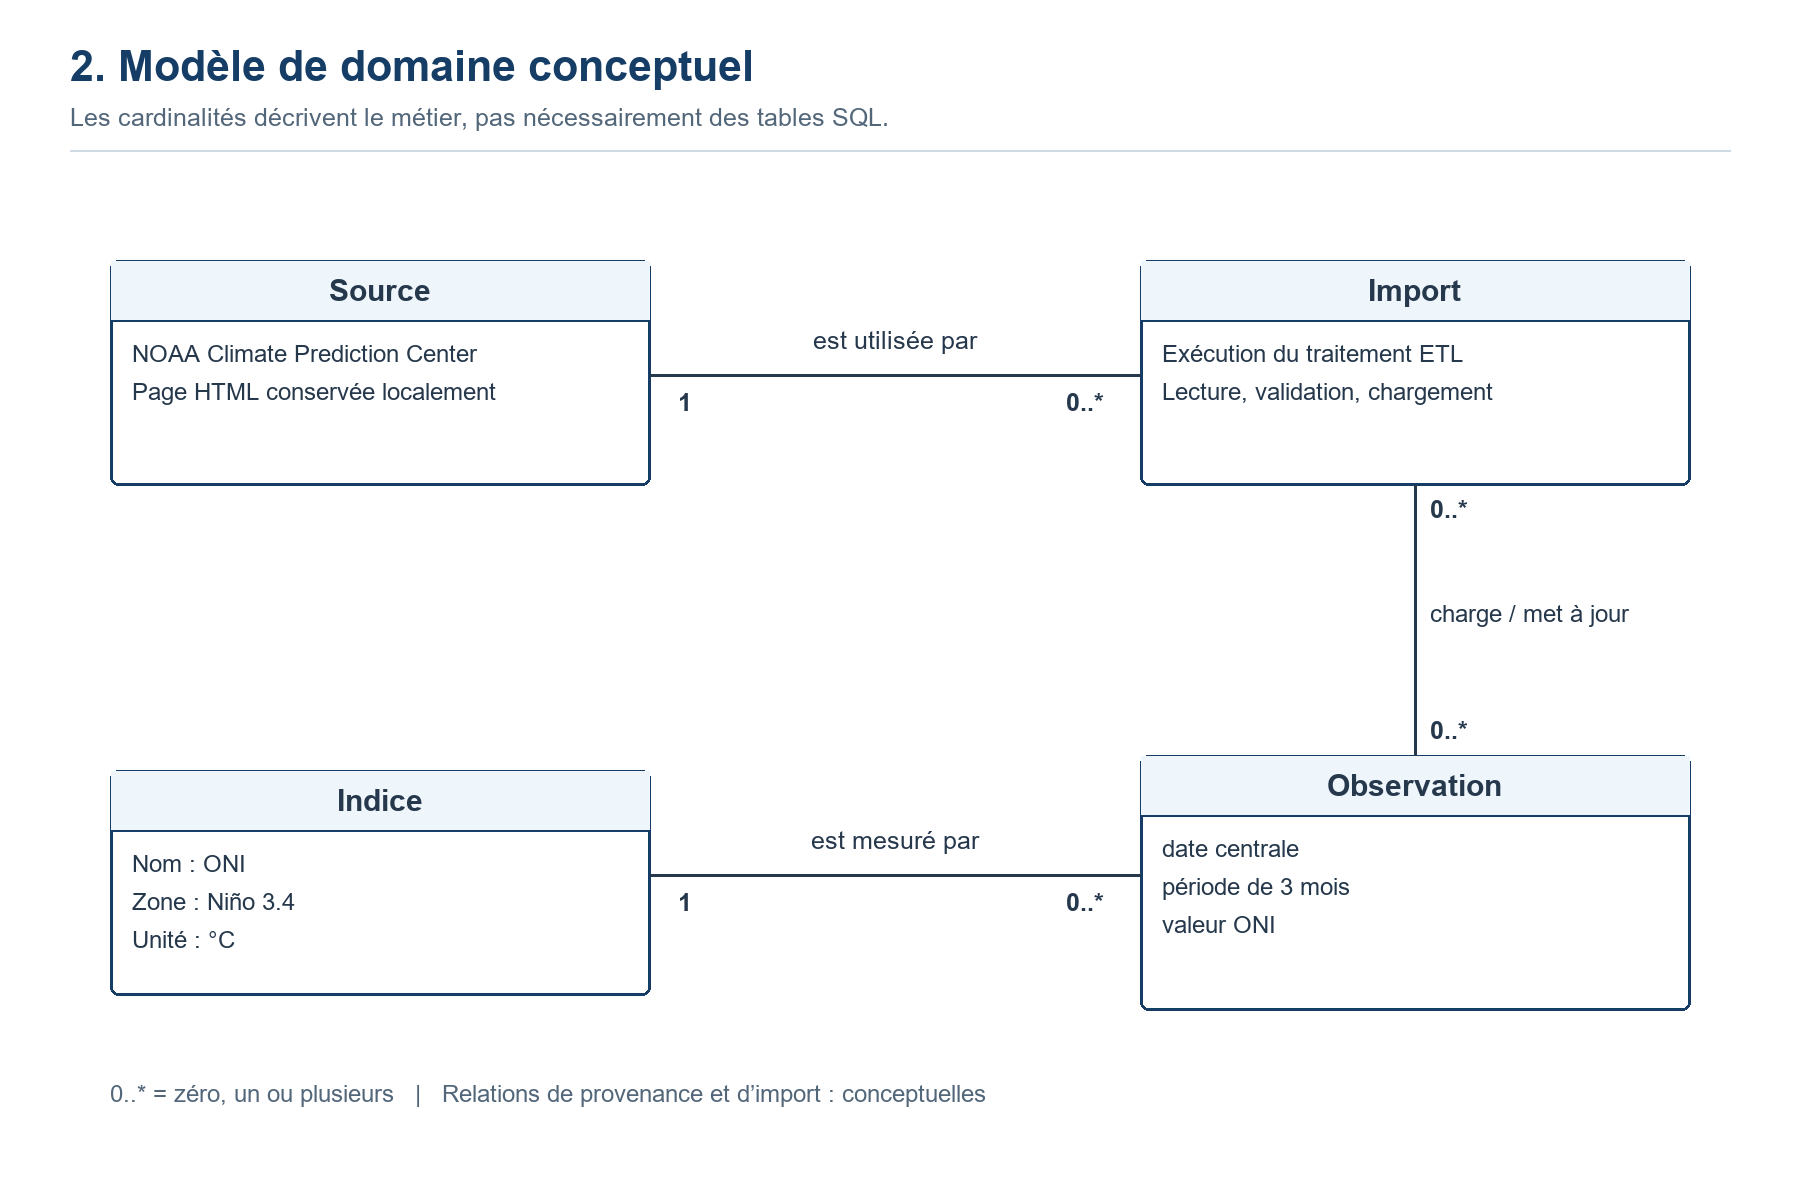 2. Modèle de domaine conceptuel
Les cardinalités décrivent le métier, pas nécessairement des tables SQL.
Source
NOAA Climate Prediction Center
Page HTML conservée localement
est utilisée par
1
0..*
Import
Exécution du traitement ETL
Lecture, validation, chargement
0..*
charge / met à jour
0..*
Indice
Nom : ONI
Zone : Niño 3.4
Unité : °C
est mesuré par
1
0..*
Observation
date centrale
période de 3 mois
valeur ONI
0..* = zéro, un ou plusieurs | Relations de provenance et d’import : conceptuelles